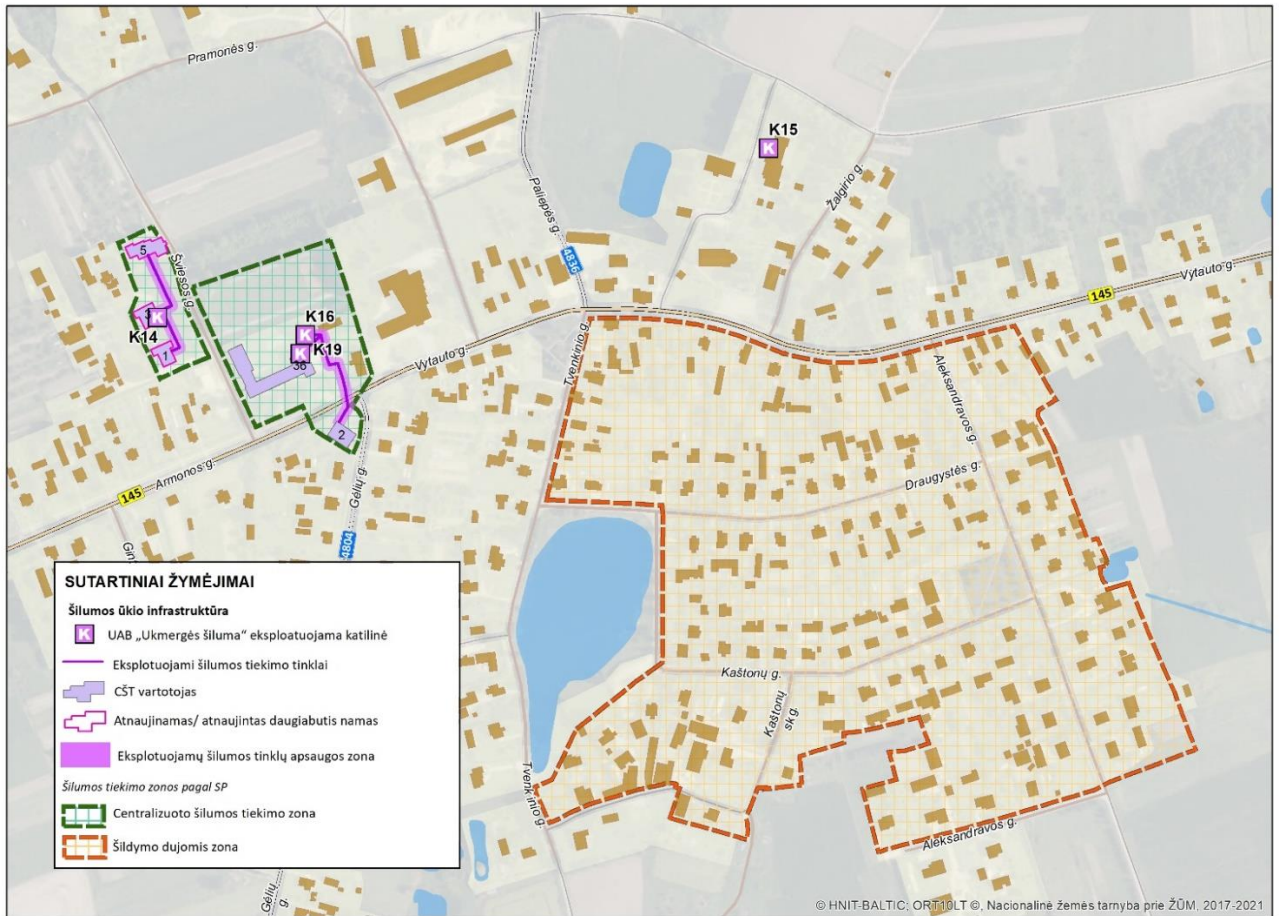 Pramonės g.
K15
Paliepės g.
Žalgirio g.
4836
5
Šviesos g.
Vytauto g.
145
K16
3
K14
K19
1
36
Vytauto g.
Tvenkinio g.
Aleksandravos g.
2
Armonos g.
145
Gėlių g.
Draugystės g.
4804
SUTARTINIAI ŽYMĖJIMAI
Šilumos ūkio infrastruktūra
K UAB „Ukmergės šiluma“ eksploatuojama katilinė
Eksplotuojami šilumos tiekimo tinklai
CŠT vartotojas
Atnaujinamas/ atnaujintas daugiabutis namas
Eksplotuojamų šilumos tinklų apsaugos zona
Šilumos tiekimo zonos pagal SP
Centralizuoto šilumos tiekimo zona
Šildymo dujomis zona
Kaštonų g.
Kaštonų
sk g.
Tvenkinio g.
Aleksandravos g.
Gėlių g.
© HNIT-BALTIC; ORT10LT ©, Nacionalinė žemės tarnyba prie ŽŪM, 2017-2021